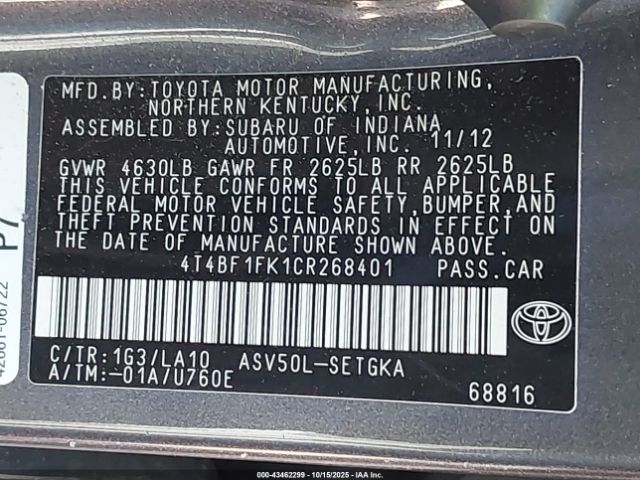 MFD.BY:TOYOTA MOTOR MANUFACTURING,
NORTHERN KENTUCKY,INC.
ASSEMBLED BY:SUBARU OF INDIANA
AUTOMOTIVE,INC. 11/12
GVWR 4630LB GAWR FR 2625LB RR 2625LB
THIS VEHICLE CONFORMS TO ALL APPLICABLE
FEDERAL MOTOR VEHICLE SAFETY,BUMPER,AND
THEFT PREVENTION STANDARDS IN EFFECT ON
THE DATE OF MANUFACTURE SHOWN ABOVE.
4T4BF1FK1CR268401 PASS.CAR
C/TR:1G3/LA10 ASV50L-SETGKA
A/TM:-01A/U760E
68816
42661-06722 P7
000-43462299 - 10/15/2025 - IAA, Inc.